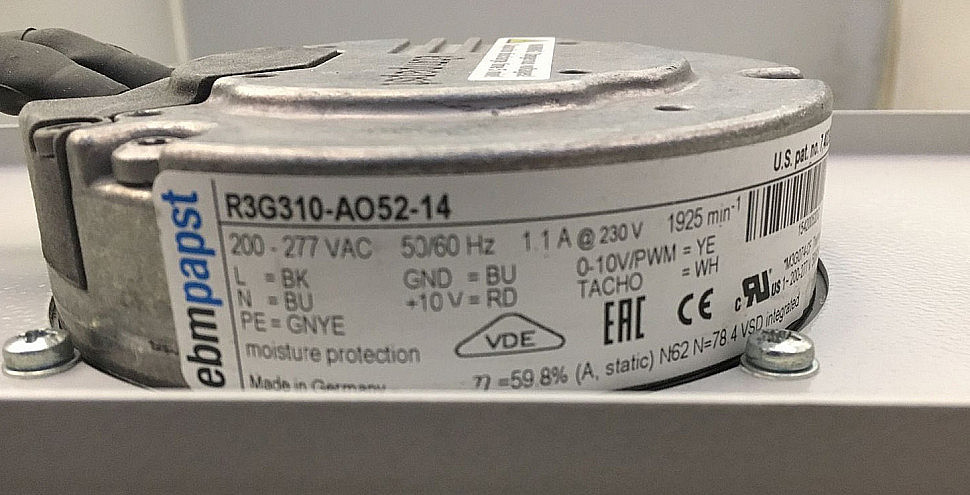 ebmpapst
R3G310-AO52-14
200 - 277 VAC 50/60 Hz 1.1 A @ 230 V 1925 min-1
L = BK GND = BU 0-10V/PWM = YE
N = BU +10 V = RD TACHO = WH
PE = GNYE
moisture protection
VDE
EAC CE
c RU us
Made in Germany
η =59.8% (A, static) N62 N=78.4 VSD integrated
U.S. pat. no.